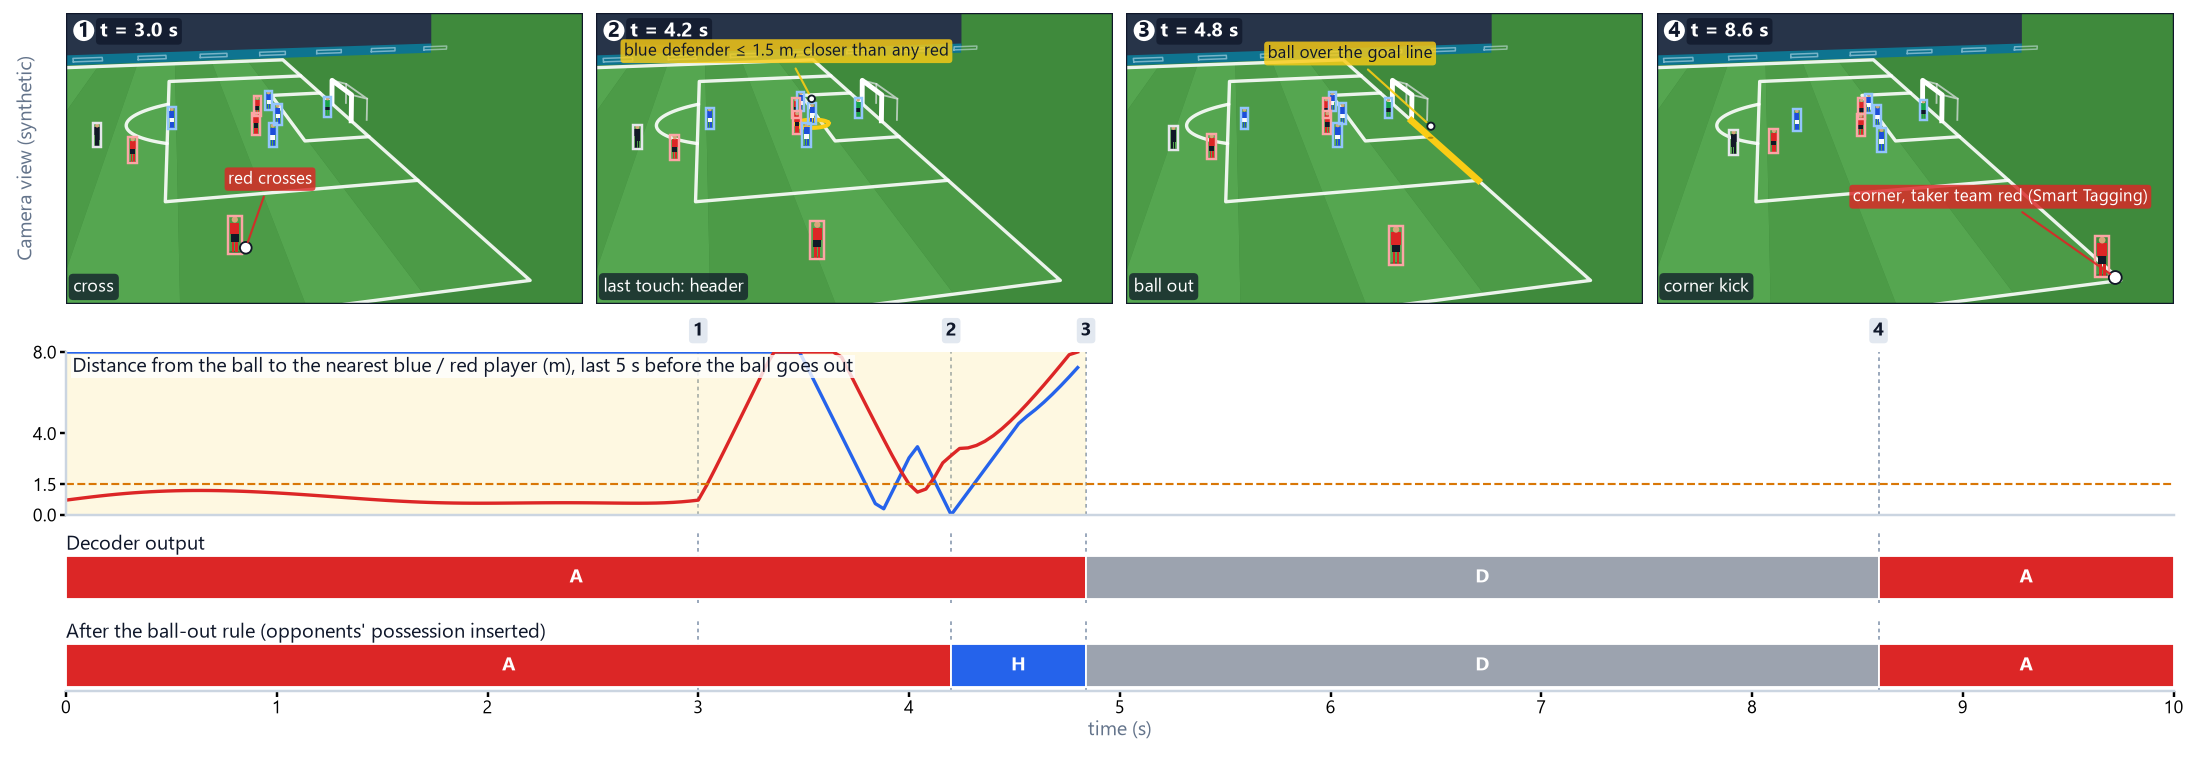 Camera view (synthetic)
1 t = 3.0 s
red crosses
cross
2 t = 4.2 s
blue defender ≤ 1.5 m, closer than any red
last touch: header
3 t = 4.8 s
ball over the goal line
ball out
4 t = 8.6 s
corner, taker team red (Smart Tagging)
corner kick
1 2 3 4
Distance from the ball to the nearest blue / red player (m), last 5 s before the ball goes out
8.0
4.0
1.5
0.0
Decoder output
A D A
After the ball-out rule (opponents' possession inserted)
A H D A
0 1 2 3 4 5 6 7 8 9 10
time (s)